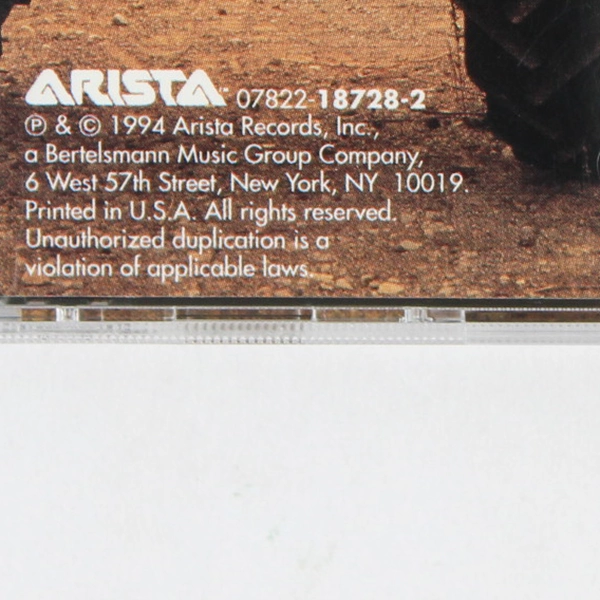 ARISTA™ 07822-18728-2
℗ & © 1994 Arista Records, Inc.,
a Bertelsmann Music Group Company,
6 West 57th Street, New York, NY 10019.
Printed in U.S.A. All rights reserved.
Unauthorized duplication is a
violation of applicable laws.